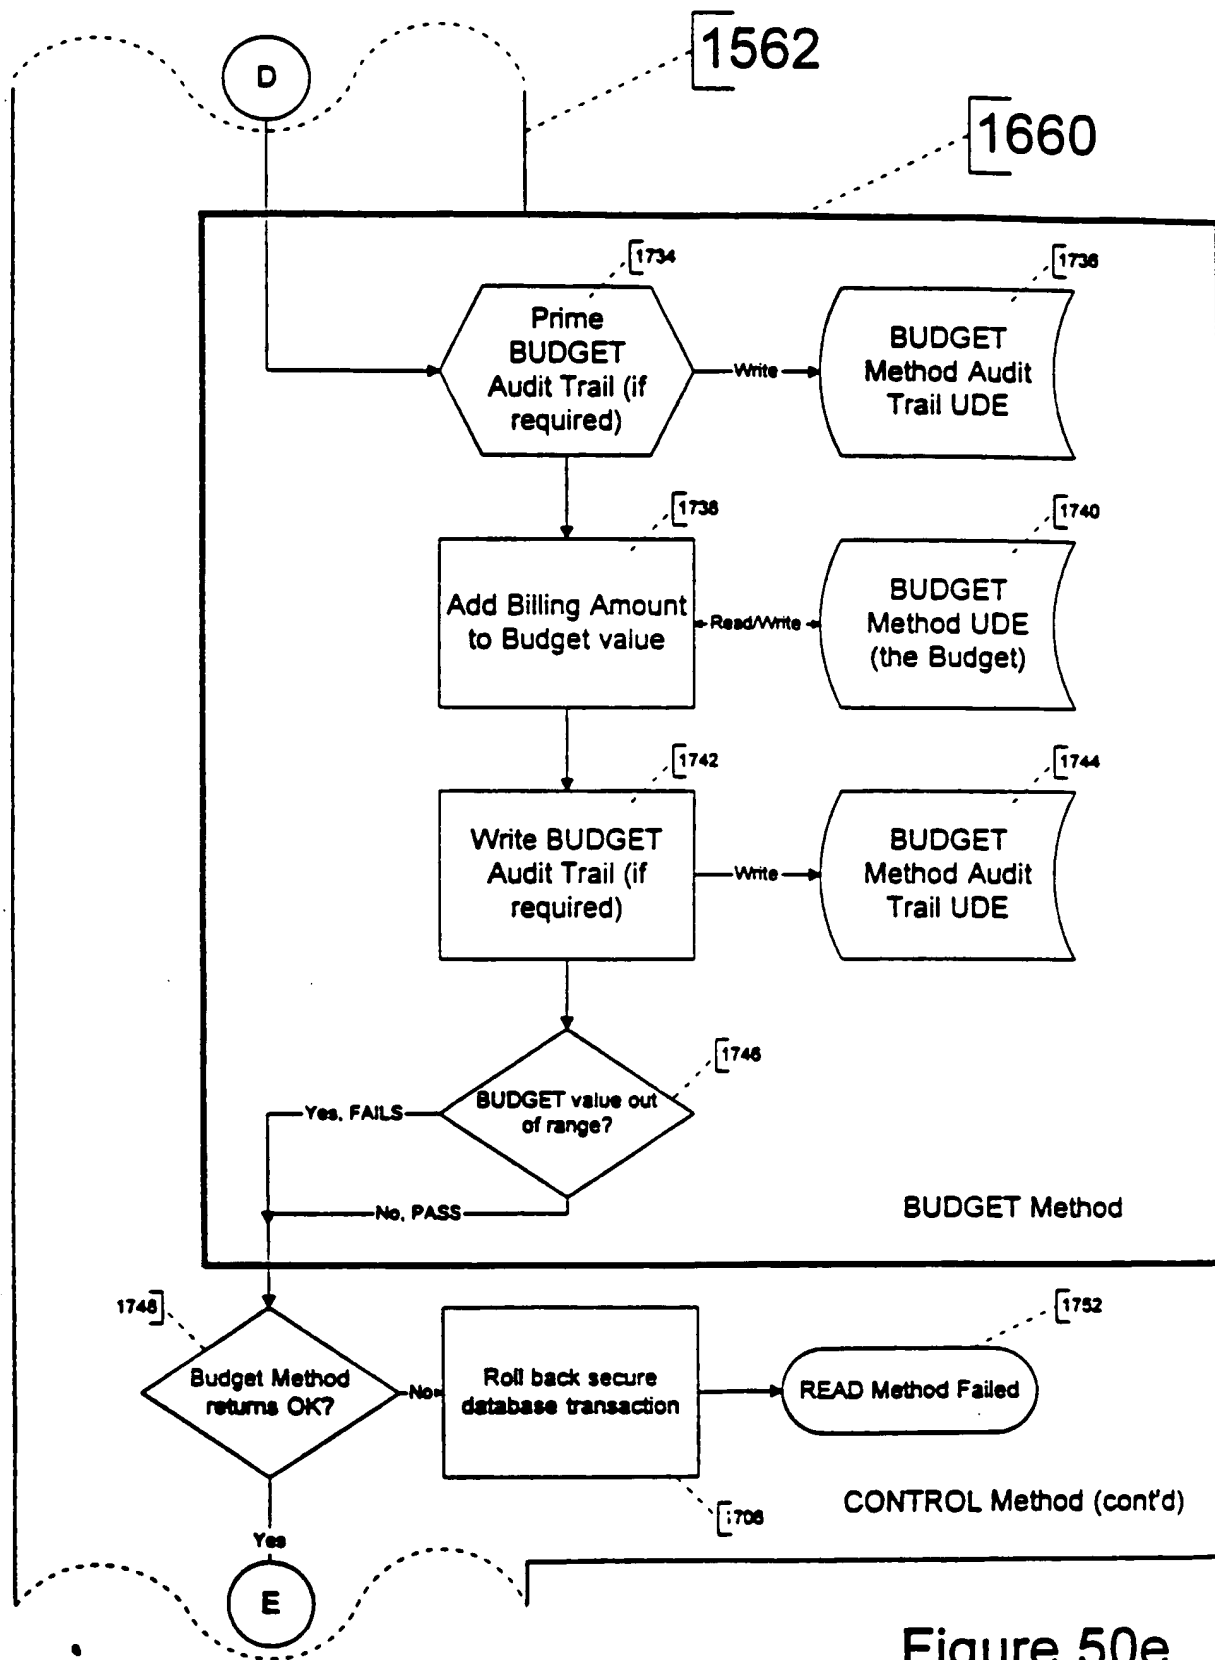 D
1562
1660
1734
1736
Prime
BUDGET
Audit Trail (if
required)
Write
BUDGET
Method Audit
Trail UDE
1738
1740
Add Billing Amount
to Budget value
Read/Write
BUDGET
Method UDE
(the Budget)
1742
1744
Write BUDGET
Audit Trail (if
required)
Write
BUDGET
Method Audit
Trail UDE
1746
BUDGET value out
of range?
Yes, FAILS
No, PASS
BUDGET Method
1748
1752
Budget Method
returns OK?
No
Roll back secure
database transaction
READ Method Failed
1706
CONTROL Method (cont'd)
Yes
E
Figure 50e